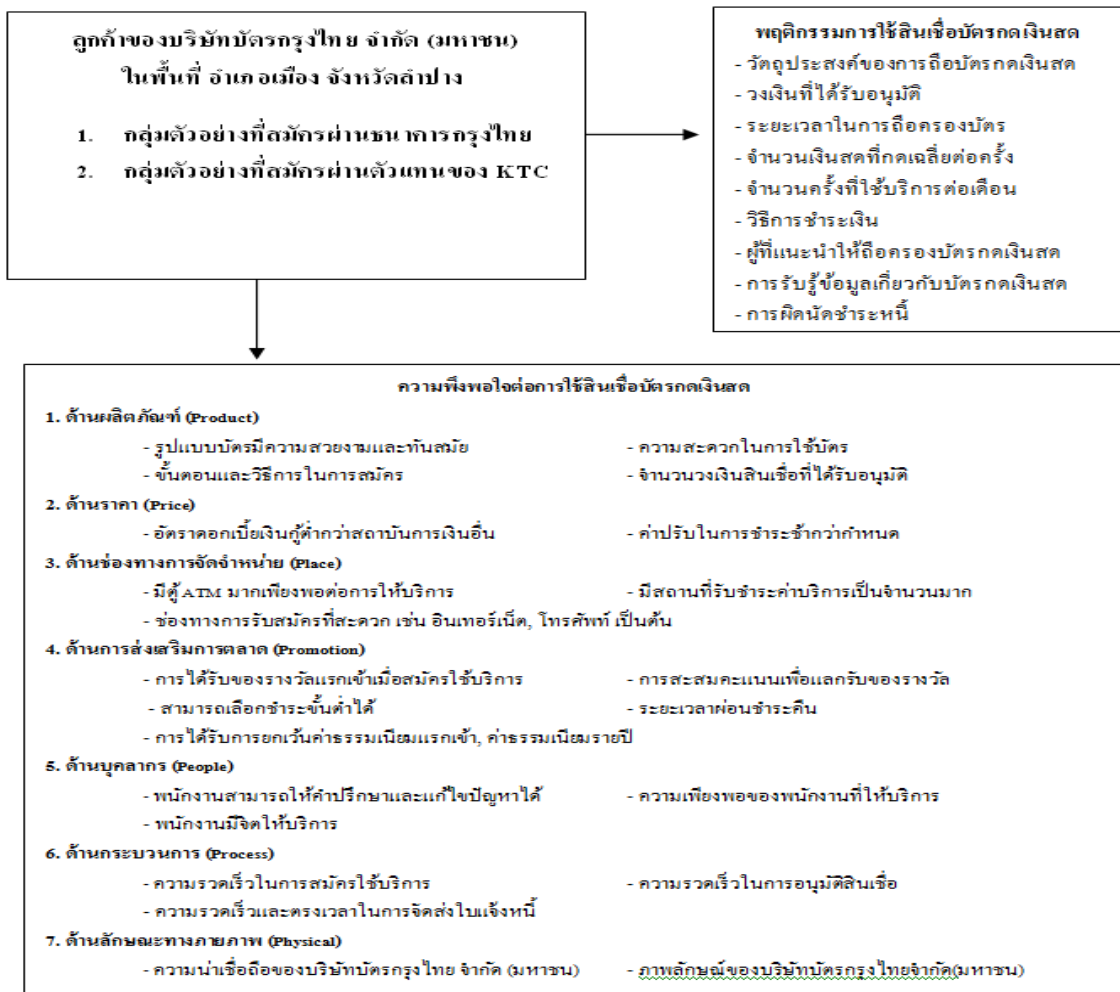 ลูกค้าของบริษัทบัตรกรุงไทย จำกัด (มหาชน)
ในพื้นที่ อำเภอเมือง จังหวัดลำปาง
1. กลุ่มตัวอย่างที่สมัครผ่านธนาคารกรุงไทย
2. กลุ่มตัวอย่างที่สมัครผ่านตัวแทนของ KTC
พฤติกรรมการใช้สินเชื่อบัตรกดเงินสด
- วัตถุประสงค์ของการถือบัตรกดเงินสด
- วงเงินที่ได้รับอนุมัติ
- ระยะเวลาในการถือครองบัตร
- จำนวนเงินสดที่กดเฉลี่ยต่อครั้ง
- จำนวนครั้งที่ใช้บริการต่อเดือน
- วิธีการชำระเงิน
- ผู้ที่แนะนำให้ถือครองบัตรกดเงินสด
- การรับรู้ข้อมูลเกี่ยวกับบัตรกดเงินสด
- การผิดนัดชำระหนี้
ความพึงพอใจต่อการใช้สินเชื่อบัตรกดเงินสด
1. ด้านผลิตภัณฑ์ (Product)
- รูปแบบบัตรมีความสวยงามและทันสมัย - ความสะดวกในการใช้บัตร
- ขั้นตอนและวิธีการในการสมัคร - จำนวนวงเงินสินเชื่อที่ได้รับอนุมัติ
2. ด้านราคา (Price)
- อัตราดอกเบี้ยเงินกู้ต่ำกว่าสถาบันการเงินอื่น - ค่าปรับในการชำระช้ากว่ากำหนด
3. ด้านช่องทางการจัดจำหน่าย (Place)
- มีตู้ ATM มากเพียงพอต่อการให้บริการ - มีสถานที่รับชำระค่าบริการเป็นจำนวนมาก
- ช่องทางการรับสมัครที่สะดวก เช่น อินเทอร์เน็ต, โทรศัพท์ เป็นต้น
4. ด้านการส่งเสริมการตลาด (Promotion)
- การได้รับของรางวัลแรกเข้าเมื่อสมัครใช้บริการ - การสะสมคะแนนเพื่อแลกรับของรางวัล
- สามารถเลือกชำระขั้นต่ำได้ - ระยะเวลาผ่อนชำระคืน
- การได้รับการยกเว้นค่าธรรมเนียมแรกเข้า, ค่าธรรมเนียมรายปี
5. ด้านบุคลากร (People)
- พนักงานสามารถให้คำปรึกษาและแก้ไขปัญหาได้ - ความเพียงพอของพนักงานที่ให้บริการ
- พนักงานมีจิตให้บริการ
6. ด้านกระบวนการ (Process)
- ความรวดเร็วในการสมัครใช้บริการ - ความรวดเร็วในการอนุมัติสินเชื่อ
- ความรวดเร็วและตรงเวลาในการจัดส่งใบแจ้งหนี้
7. ด้านลักษณะทางกายภาพ (Physical)
- ความน่าเชื่อถือของบริษัทบัตรกรุงไทย จำกัด (มหาชน) - ภาพลักษณ์ของบริษัทบัตรกรุงไทยจำกัด(มหาชน)